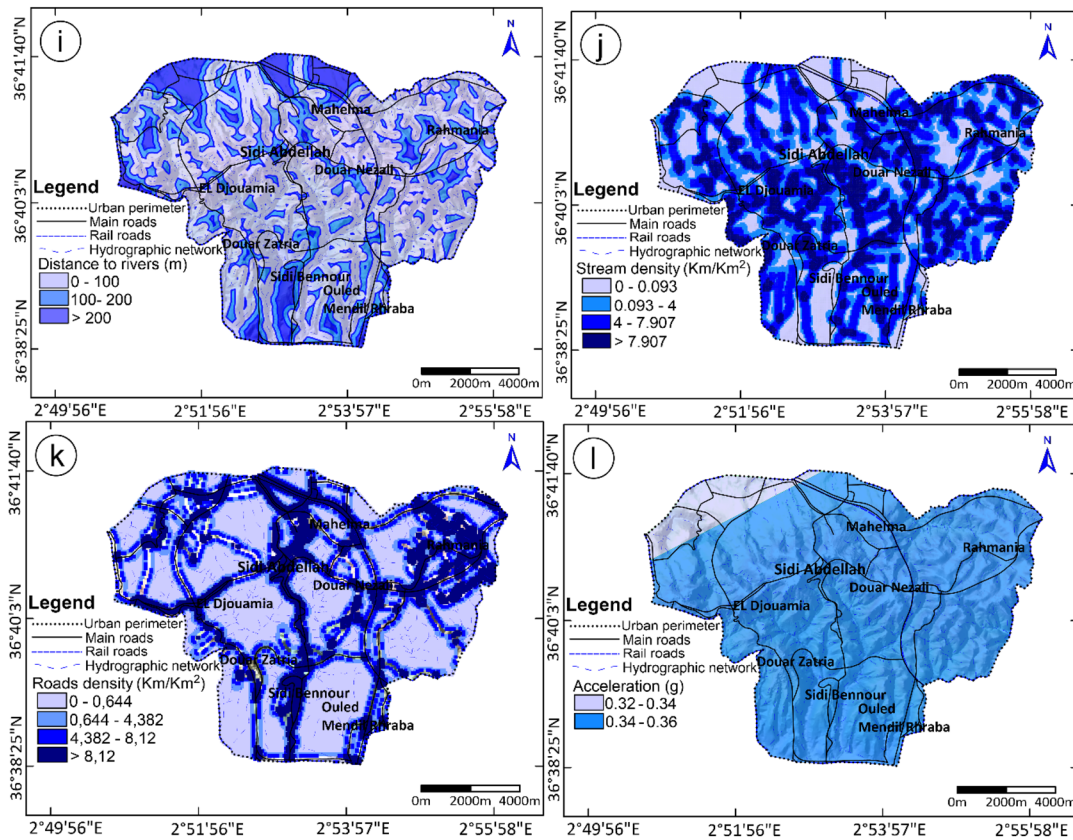 i
N
36°41'40"N
36°40'3"N
36°38'25"N
Mahelma
Rahmania
Sidi Abdellah
Douar Nezali
EL Djouamia
Douar Zatria
Sidi Bennour
Ouled
Mendil Rhraba
Legend
Urban perimeter
Main roads
Rail roads
Hydrographic network
Distance to rivers (m)
0 - 100
100- 200
> 200
0m 2000m 4000m
2°49'56"E 2°51'56"E 2°53'57"E 2°55'58"E
j
N
36°41'40"N
36°40'3"N
36°38'25"N
Mahelma
Rahmania
Sidi Abdellah
Douar Nezali
EL Djouamia
Douar Zatria
Sidi Bennour
Ouled
Mendil Rhraba
Legend
Urban perimeter
Main roads
Rail roads
Hydrographic network
Stream density (Km/Km²)
0 - 0.093
0.093 - 4
4 - 7.907
> 7.907
0m 2000m 4000m
2°49'56"E 2°51'56"E 2°53'57"E 2°55'58"E
k
N
36°41'40"N
36°40'3"N
36°38'25"N
Mahelma
Rahmania
Sidi Abdellah
Douar Nezali
EL Djouamia
Douar Zatria
Sidi Bennour
Ouled
Mendil Rhraba
Legend
Urban perimeter
Main roads
Rail roads
Hydrographic network
Roads density (Km/Km²)
0 - 0,644
0,644 - 4,382
4,382 - 8,12
> 8,12
0m 2000m 4000m
2°49'56"E 2°51'56"E 2°53'57"E 2°55'58"E
l
N
36°41'40"N
36°40'3"N
36°38'25"N
Mahelma
Rahmania
Sidi Abdellah
Douar Nezali
EL Djouamia
Douar Zatria
Sidi Bennour
Ouled
Mendil Rhraba
Legend
Urban perimeter
Main roads
Rail roads
Hydrographic network
Acceleration (g)
0.32 - 0.34
0.34 - 0.36
0m 2000m 4000m
2°49'56"E 2°51'56"E 2°53'57"E 2°55'58"E